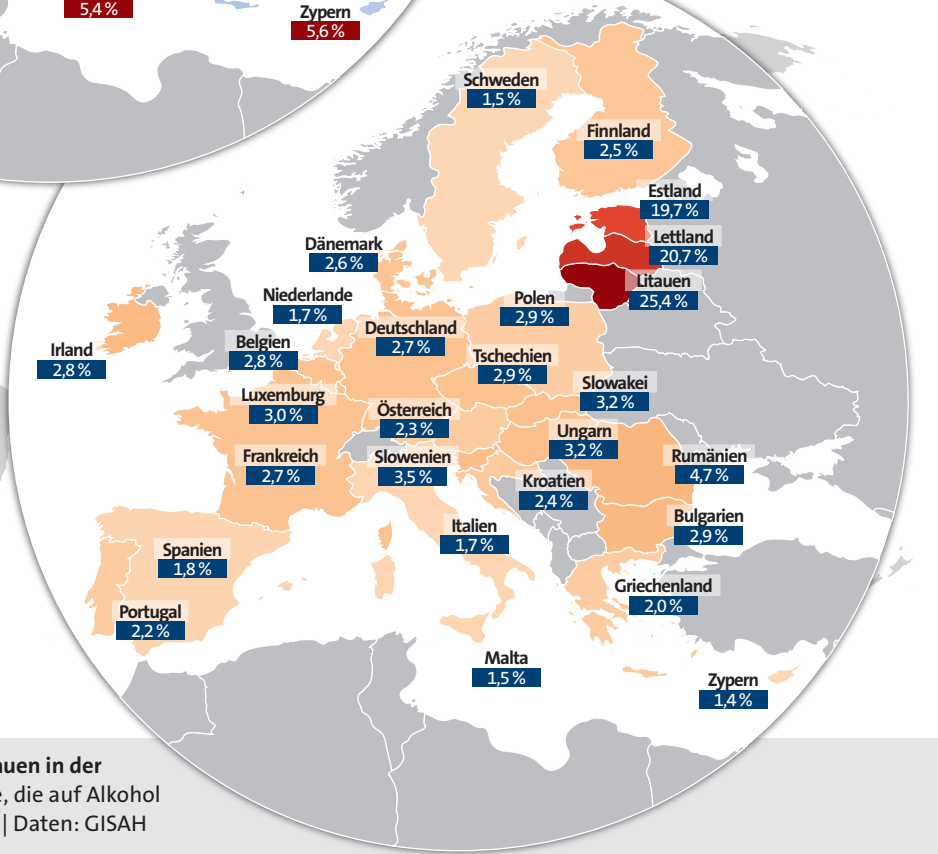 5,4 %
Zypern
5,6 %
Schweden
1,5 %
Finnland
2,5 %
Estland
19,7 %
Lettland
20,7 %
Litauen
25,4 %
Dänemark
2,6 %
Niederlande
1,7 %
Polen
2,9 %
Deutschland
2,7 %
Belgien
2,8 %
Irland
2,8 %
Tschechien
2,9 %
Slowakei
3,2 %
Luxemburg
3,0 %
Österreich
2,3 %
Ungarn
3,2 %
Frankreich
2,7 %
Slowenien
3,5 %
Rumänien
4,7 %
Kroatien
2,4 %
Bulgarien
2,9 %
Italien
1,7 %
Spanien
1,8 %
Griechenland
2,0 %
Portugal
2,2 %
Malta
1,5 %
Zypern
1,4 %
auen in der
, die auf Alkohol
| Daten: GISAH